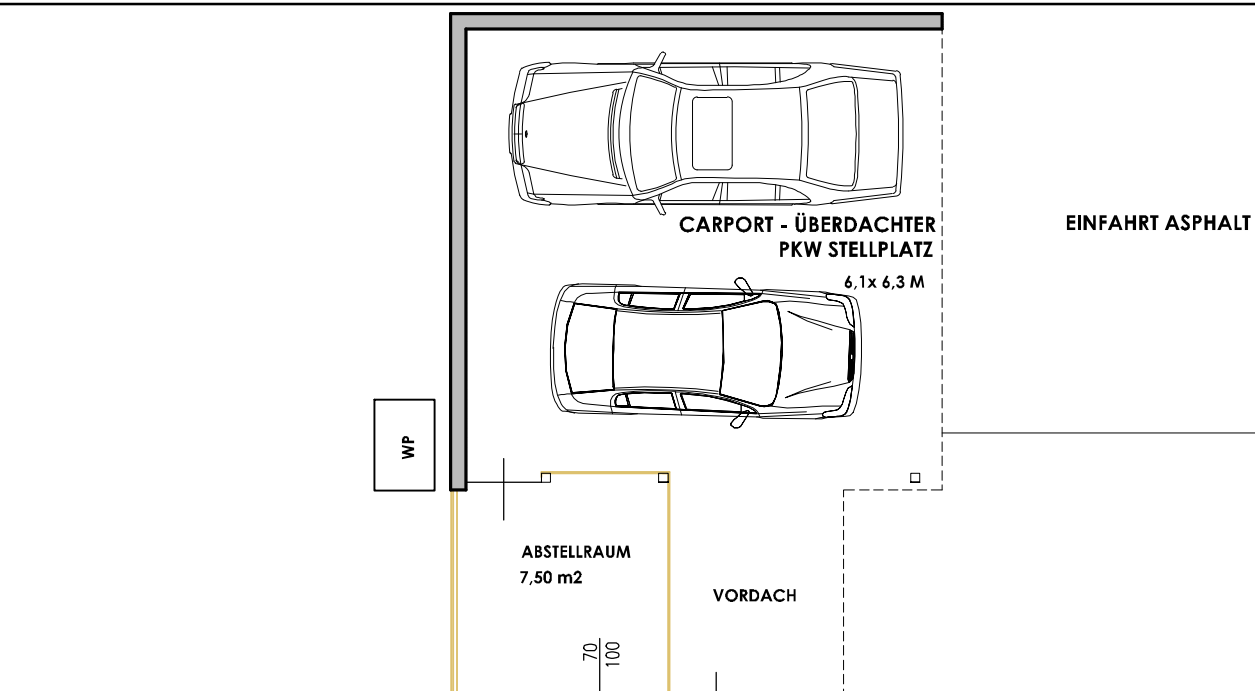 CARPORT - ÜBERDACHTER
PKW STELLPLATZ
6,1x 6,3 M
EINFAHRT ASPHALT
WP
ABSTELLRAUM
7,50 m2
VORDACH
70
100